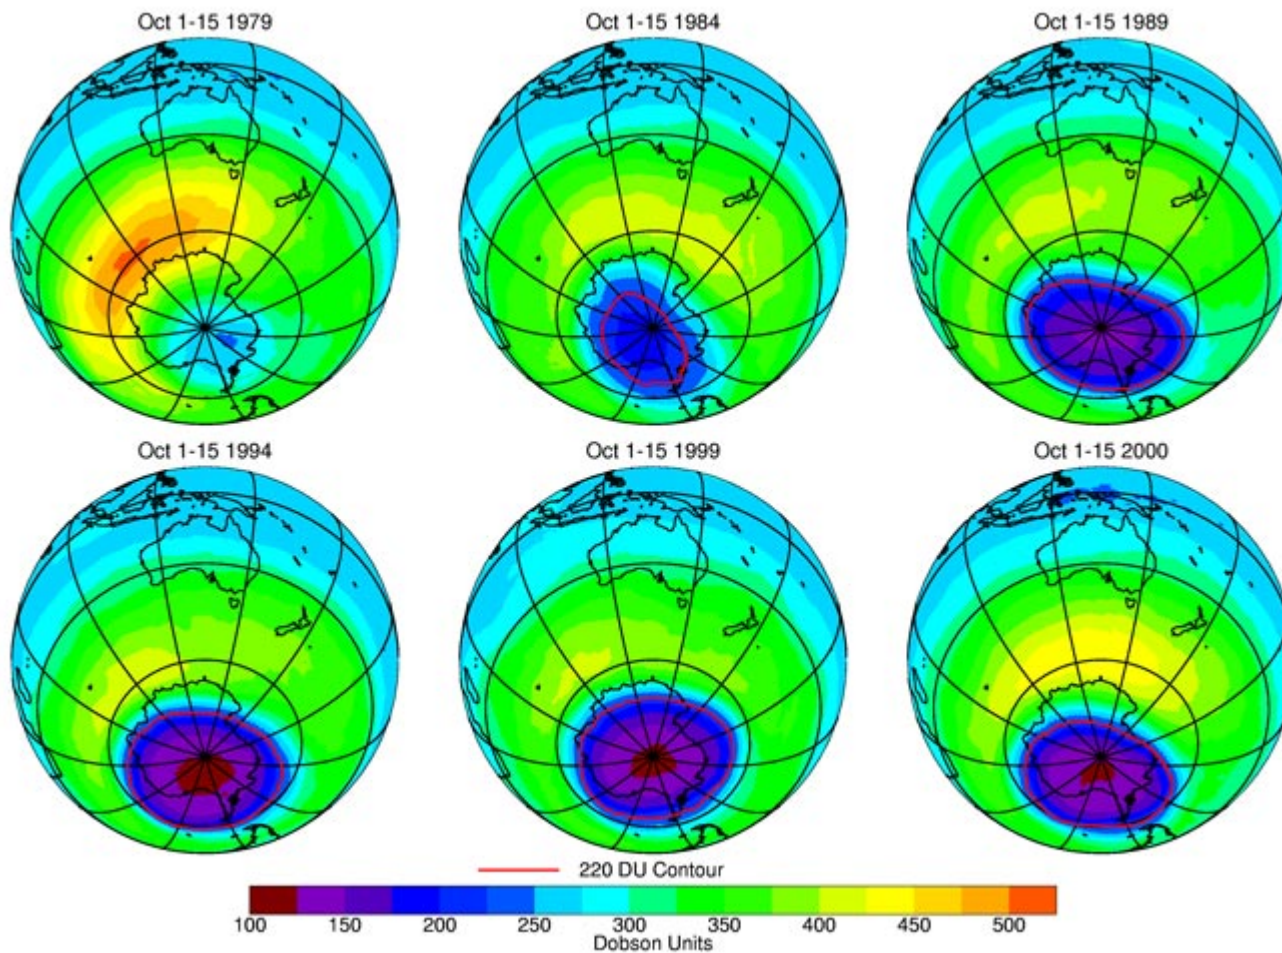 Oct 1-15 1979
Oct 1-15 1984
Oct 1-15 1989
Oct 1-15 1994
Oct 1-15 1999
Oct 1-15 2000
220 DU Contour
100 150 200 250 300 350 400 450 500
Dobson Units